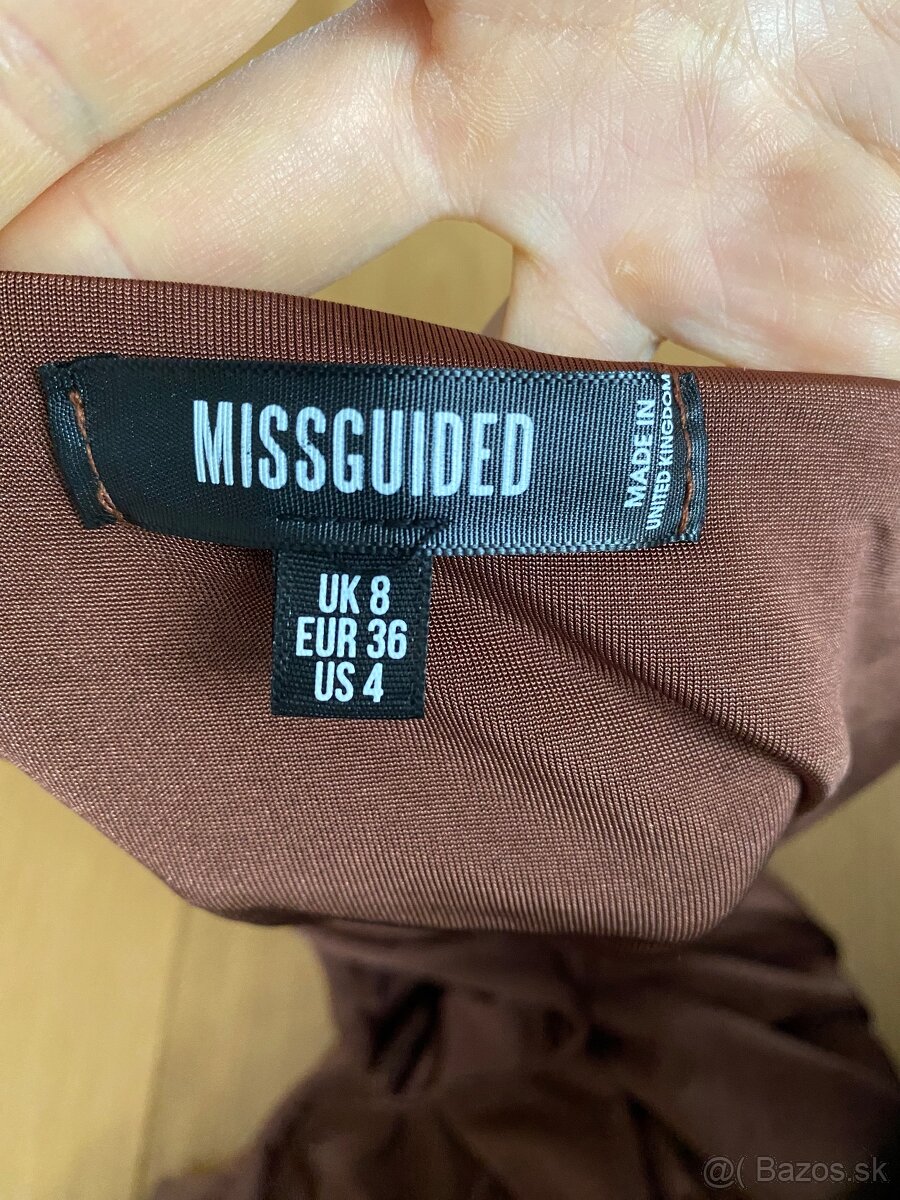 MISSGUIDED
MADE IN
UNITED KINGDOM
UK 8
EUR 36
US 4
@( Bazos.sk